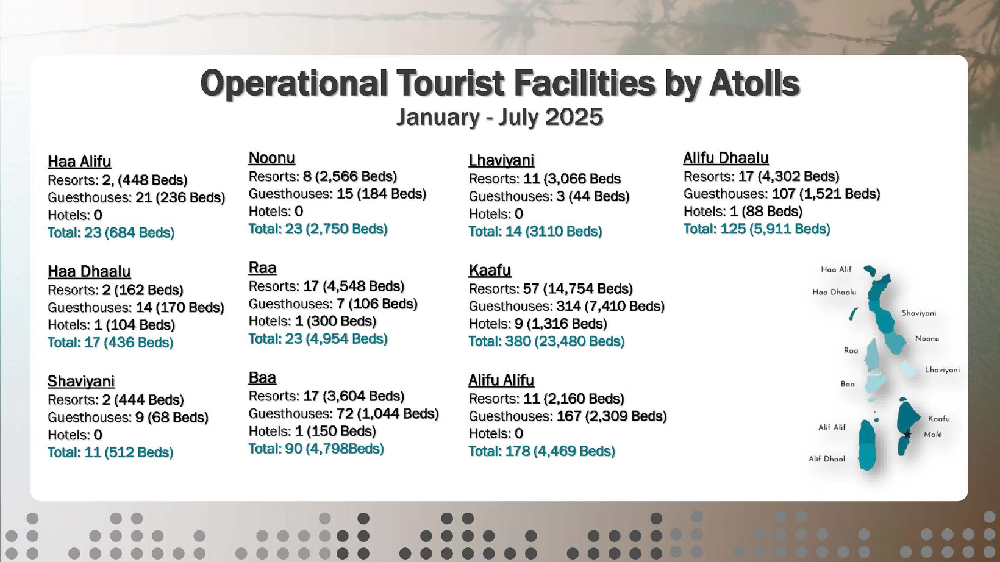 Operational Tourist Facilities by Atolls
January - July 2025
Haa Alifu
Resorts: 2, (448 Beds)
Guesthouses: 21 (236 Beds)
Hotels: 0
Total: 23 (684 Beds)
Haa Dhaalu
Resorts: 2 (162 Beds)
Guesthouses: 14 (170 Beds)
Hotels: 1 (104 Beds)
Total: 17 (436 Beds)
Shaviyani
Resorts: 2 (444 Beds)
Guesthouses: 9 (68 Beds)
Hotels: 0
Total: 11 (512 Beds)
Noonu
Resorts: 8 (2,566 Beds)
Guesthouses: 15 (184 Beds)
Hotels: 0
Total: 23 (2,750 Beds)
Raa
Resorts: 17 (4,548 Beds)
Guesthouses: 7 (106 Beds)
Hotels: 1 (300 Beds)
Total: 23 (4,954 Beds)
Baa
Resorts: 17 (3,604 Beds)
Guesthouses: 72 (1,044 Beds)
Hotels: 1 (150 Beds)
Total: 90 (4,798Beds)
Lhaviyani
Resorts: 11 (3,066 Beds
Guesthouses: 3 (44 Beds)
Hotels: 0
Total: 14 (3110 Beds)
Kaafu
Resorts: 57 (14,754 Beds)
Guesthouses: 314 (7,410 Beds)
Hotels: 9 (1,316 Beds)
Total: 380 (23,480 Beds)
Alifu Alifu
Resorts: 11 (2,160 Beds)
Guesthouses: 167 (2,309 Beds)
Hotels: 0
Total: 178 (4,469 Beds)
Alifu Dhaalu
Resorts: 17 (4,302 Beds)
Guesthouses: 107 (1,521 Beds)
Hotels: 1 (88 Beds)
Total: 125 (5,911 Beds)
Haa Alif
Haa Dhaalu
Shaviyani
Noonu
Raa
Lhaviyani
Baa
Kaafu
Alif Alif
Malé
Alif Dhaal